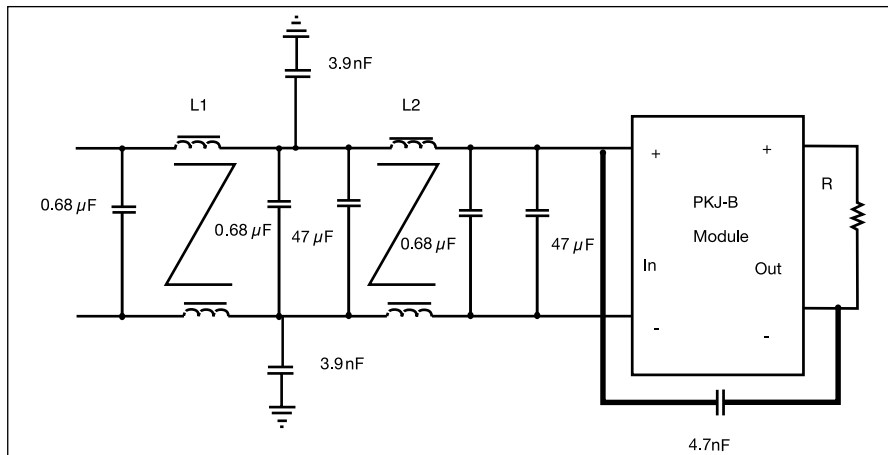 3.9nF
L1
L2
+
+
R
0.68 µF
0.68 µF
47 µF
0.68 µF
47 µF
PKJ-B
Module
In
Out
-
-
3.9nF
4.7nF